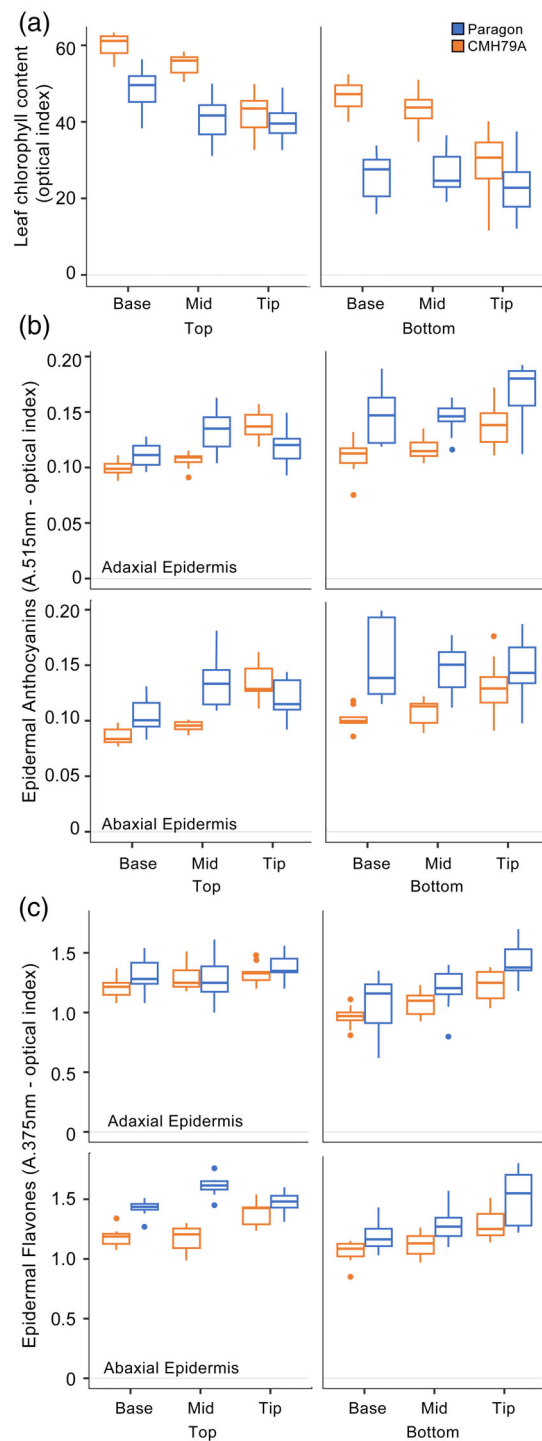 (a)
Paragon
CMH79A
Leaf chlorophyll content
(optical index)
60
40
20
0
Base Mid Tip Base Mid Tip
Top Bottom
(b)
Epidermal Anthocyanins (A.515nm - optical index)
0.20
0.15
0.10
0.05
0
Adaxial Epidermis
0.20
0.15
0.10
0.05
0
Abaxial Epidermis
Base Mid Tip Base Mid Tip
Top Bottom
(c)
Epidermal Flavones (A.375nm - optical index)
1.5
1.0
0.5
0
Adaxial Epidermis
1.5
1.0
0.5
0
Abaxial Epidermis
Base Mid Tip Base Mid Tip
Top Bottom